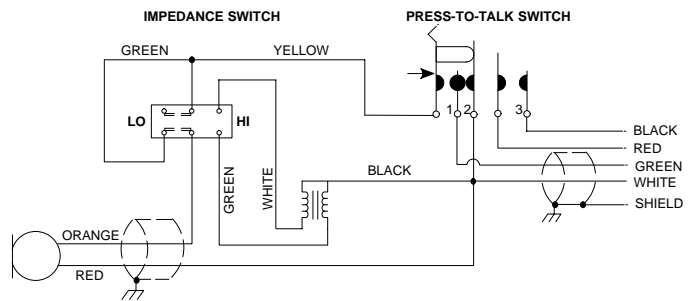 IMPEDANCE SWITCH
PRESS-TO-TALK SWITCH
GREEN
YELLOW
LO
HI
1
2
3
BLACK
RED
GREEN
WHITE
SHIELD
BLACK
GREEN
WHITE
ORANGE
RED